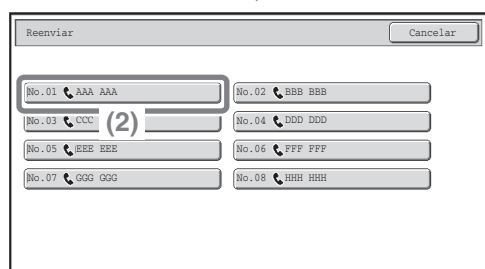 Reenviar Cancelar
No.01 AAA AAA No.02 BBB BBB
No.03 CCC (2) No.04 DDD DDD
No.05 EEE EEE No.06 FFF FFF
No.07 GGG GGG No.08 HHH HHH